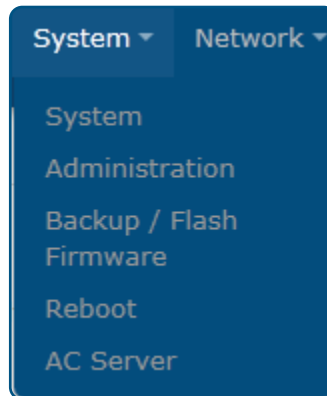 System Network
System
Administration
Backup / Flash
Firmware
Reboot
AC Server